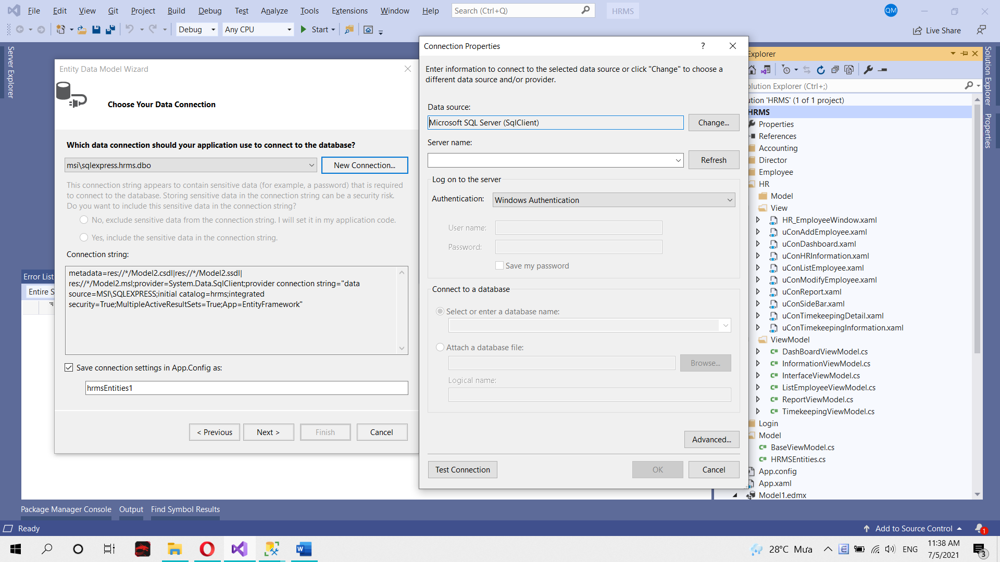 File Edit View Git Project Build Debug Test Analyze Tools Extensions Window Help Search (Ctrl+Q) HRMS QM
Debug Any CPU Start Live Share
Server Explorer
Entity Data Model Wizard
Choose Your Data Connection
Which data connection should your application use to connect to the database?
msi\sqlexpress.hrms.dbo New Connection...
This connection string appears to contain sensitive data (for example, a password) that is required
to connect to the database. Storing sensitive data in the connection string can be a security risk.
Do you want to include this sensitive data in the connection string?
No, exclude sensitive data from the connection string. I will set it in my application code.
Yes, include the sensitive data in the connection string.
Connection string:
metadata=res://*/Model2.csdl|res://*/Model2.ssdl|
res://*/Model2.msl;provider=System.Data.SqlClient;provider connection string="data
source=MSI\SQLEXPRESS;initial catalog=hrms;integrated
security=True;MultipleActiveResultSets=True;App=EntityFramework"
Save connection settings in App.Config as:
hrmsEntities1
< Previous Next > Finish Cancel
Error List
Entire S
Connection Properties ?
Enter information to connect to the selected data source or click "Change" to choose a
different data source and/or provider.
Data source:
Microsoft SQL Server (SqlClient) Change...
Server name:
Refresh
Log on to the server
Authentication: Windows Authentication
User name:
Password:
Save my password
Connect to a database
Select or enter a database name:
Attach a database file:
Browse...
Logical name:
Advanced...
Test Connection OK Cancel
Explorer
olution Explorer (Ctrl+;)
ution 'HRMS' (1 of 1 project)
HRMS
Properties
References
Accounting
Director
Employee
HR
Model
View
HR_EmployeeWindow.xaml
uConAddEmployee.xaml
uConDashboard.xaml
uConHRInformation.xaml
uConListEmployee.xaml
uConModifyEmployee.xaml
uConReport.xaml
uConSideBar.xaml
uConTimekeepingDetail.xaml
uConTimekeepingInformation.xaml
ViewModel
DashBoardViewModel.cs
InformationViewModel.cs
InterfaceViewModel.cs
ListEmployeeViewModel.cs
ReportViewModel.cs
TimekeepingViewModel.cs
Login
Model
BaseViewModel.cs
HRMSEntities.cs
App.config
App.xaml
Model1.edmx
Solution Explorer
Properties
Package Manager Console Output Find Symbol Results
Ready Add to Source Control 1
28°C Mưa ENG 11:38 AM
7/5/2021 3